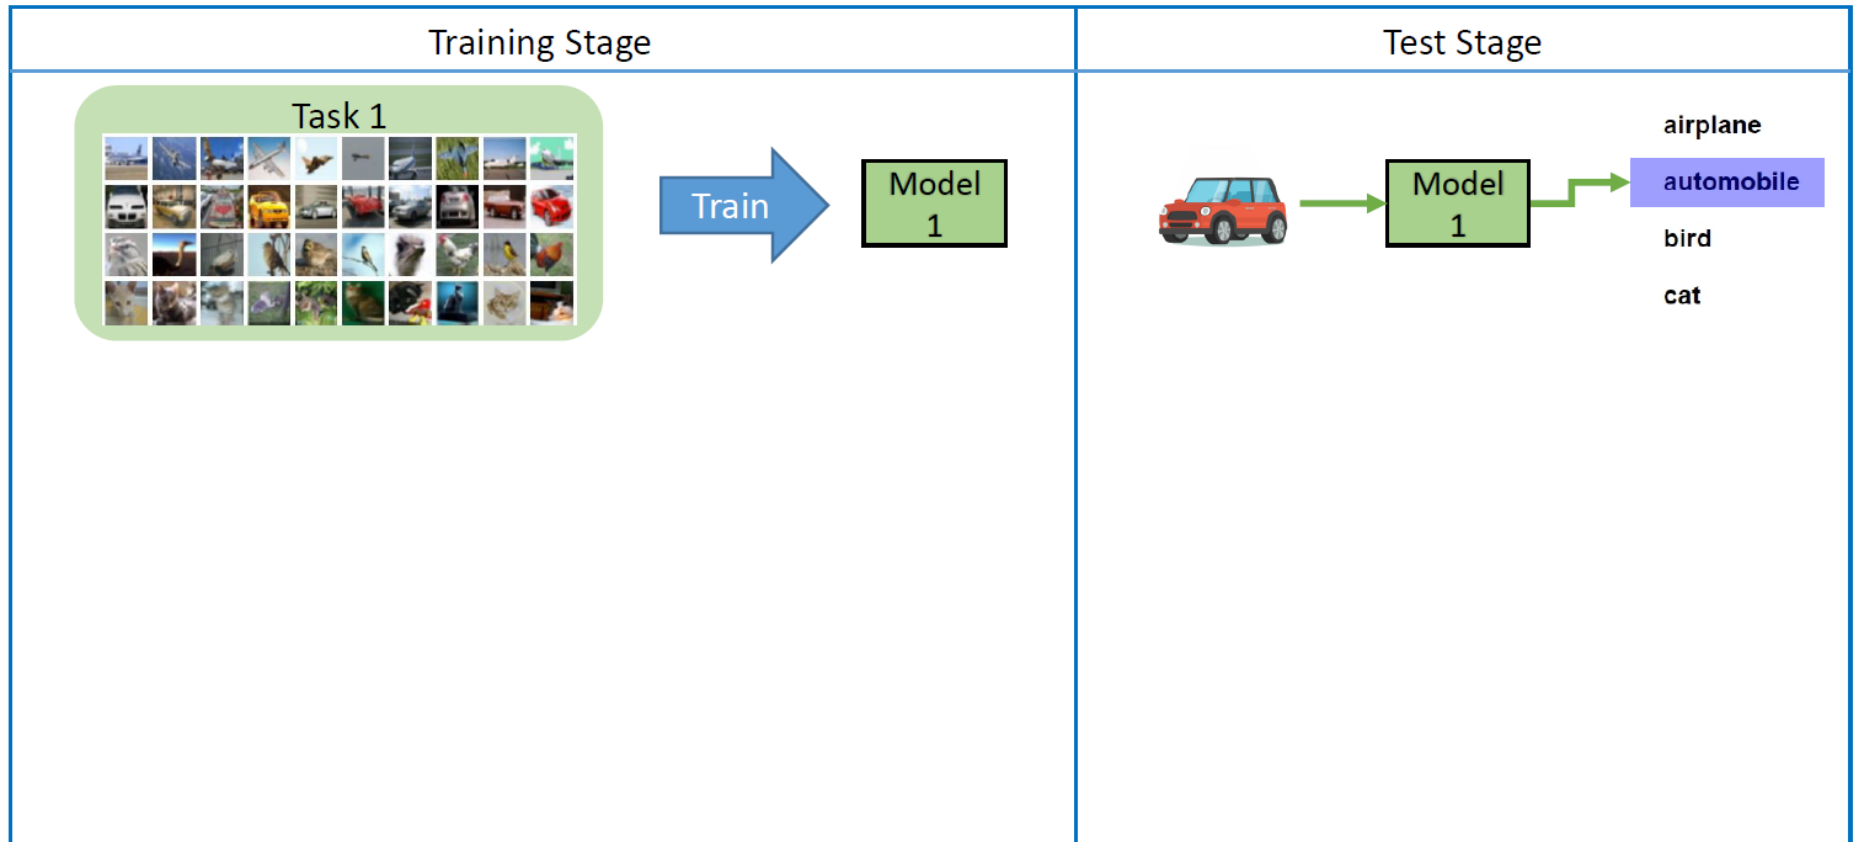 Training Stage
Test Stage
Task 1
Train
Model
1
Model
1
airplane
automobile
bird
cat